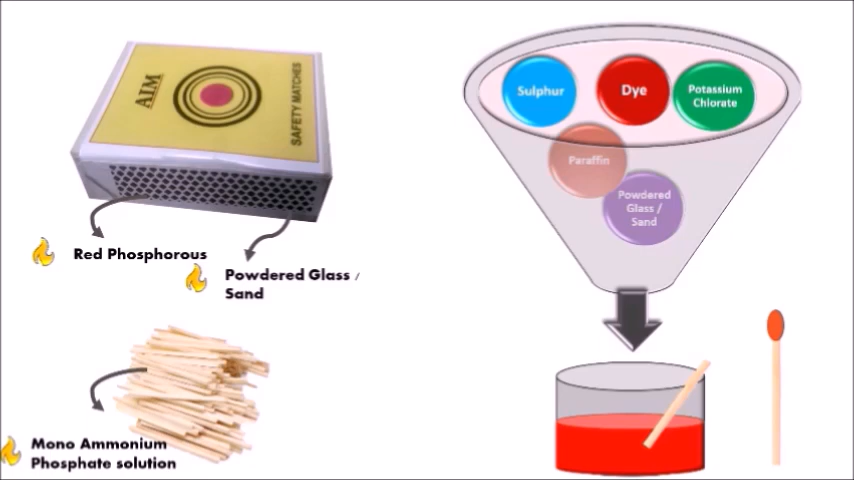 AIM
SAFETY MATCHES
Red Phosphorous
Powdered Glass /
Sand
Mono Ammonium
Phosphate solution
Sulphur
Dye
Potassium
Chlorate
Paraffin
Powdered
Glass /
Sand